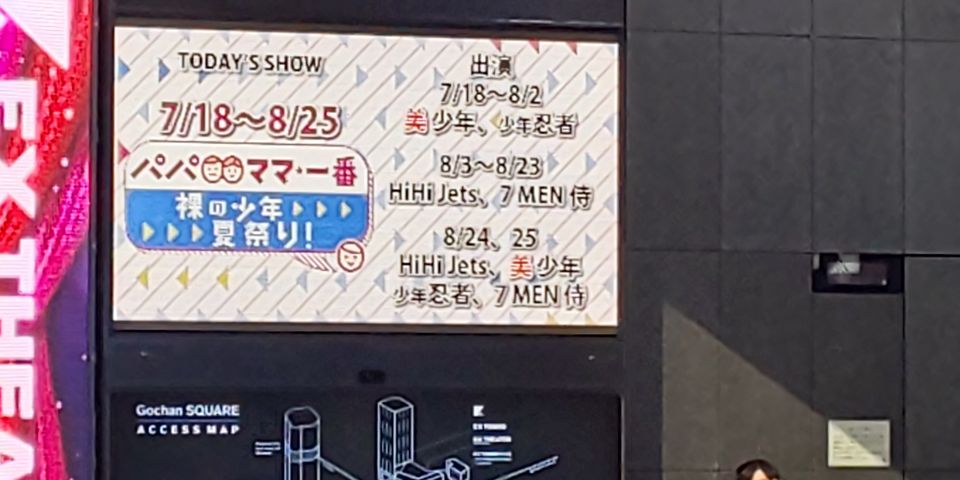 EX THEA
TODAY'S SHOW
7/18〜8/25
パパママ・一番
裸の少年
夏祭り!
出演
7/18〜8/2
美少年、少年忍者
8/3〜8/23
HiHi Jets、7 MEN 侍
8/24、25
HiHi Jets、美少年
少年忍者、7 MEN 侍
Gochan SQUARE
ACCESS MAP